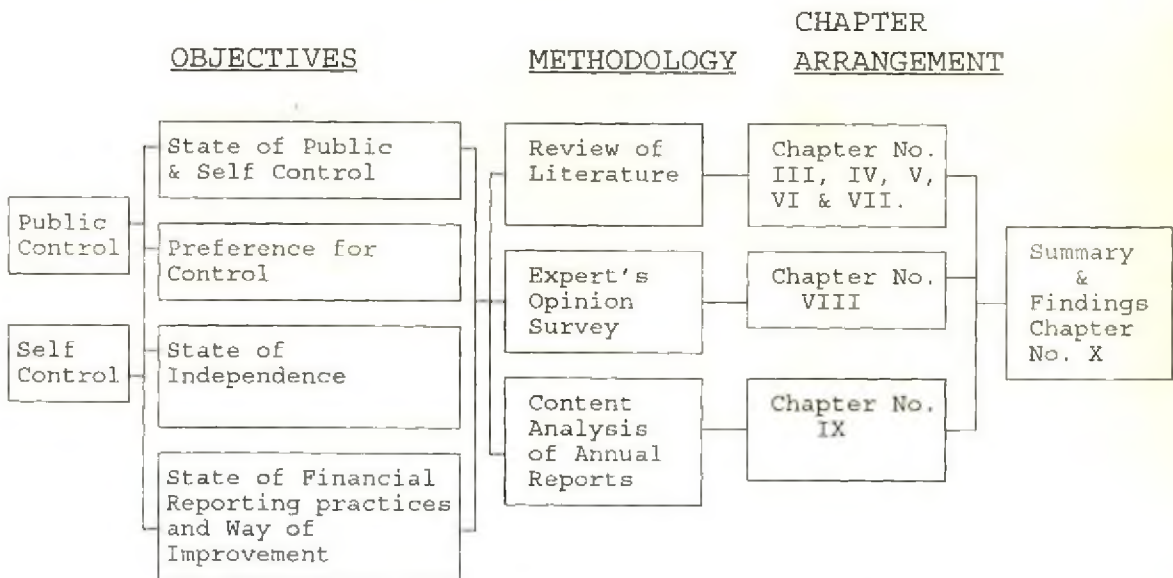 CHAPTER
OBJECTIVES METHODOLOGY ARRANGEMENT
Public
Control
Self
Control
State of Public
& Self Control
Preference for
Control
State of
Independence
State of Financial
Reporting practices
and Way of
Improvement
Review of
Literature
Expert's
Opinion
Survey
Content
Analysis
of Annual
Reports
Chapter No.
III, IV, V,
VI & VII.
Chapter No.
VIII
Chapter No.
IX
Summary
&
Findings
Chapter
No. X